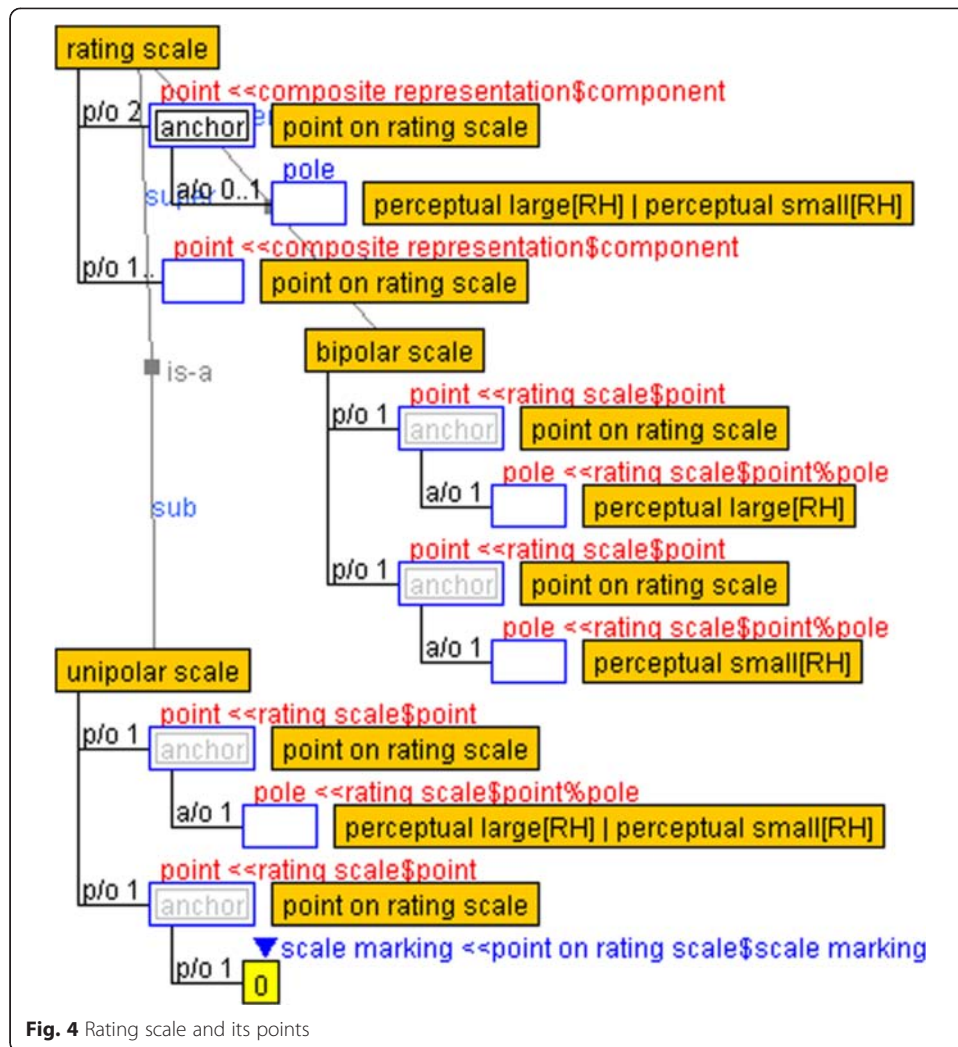 rating scale
point <<composite representation$component
p/o 2
anchor
point on rating scale
pole
a/o 0..1
super
perceptual large[RH] | perceptual small[RH]
point <<composite representation$component
p/o 1..
point on rating scale
bipolar scale
is-a
point <<rating scale$point
p/o 1
anchor
point on rating scale
pole <<rating scale$point%pole
a/o 1
perceptual large[RH]
sub
point <<rating scale$point
p/o 1
anchor
point on rating scale
pole <<rating scale$point%pole
a/o 1
perceptual small[RH]
unipolar scale
point <<rating scale$point
p/o 1
anchor
point on rating scale
pole <<rating scale$point%pole
a/o 1
perceptual large[RH] | perceptual small[RH]
point <<rating scale$point
p/o 1
anchor
point on rating scale
scale marking <<point on rating scale$scale marking
p/o 1
0
Fig. 4 Rating scale and its points